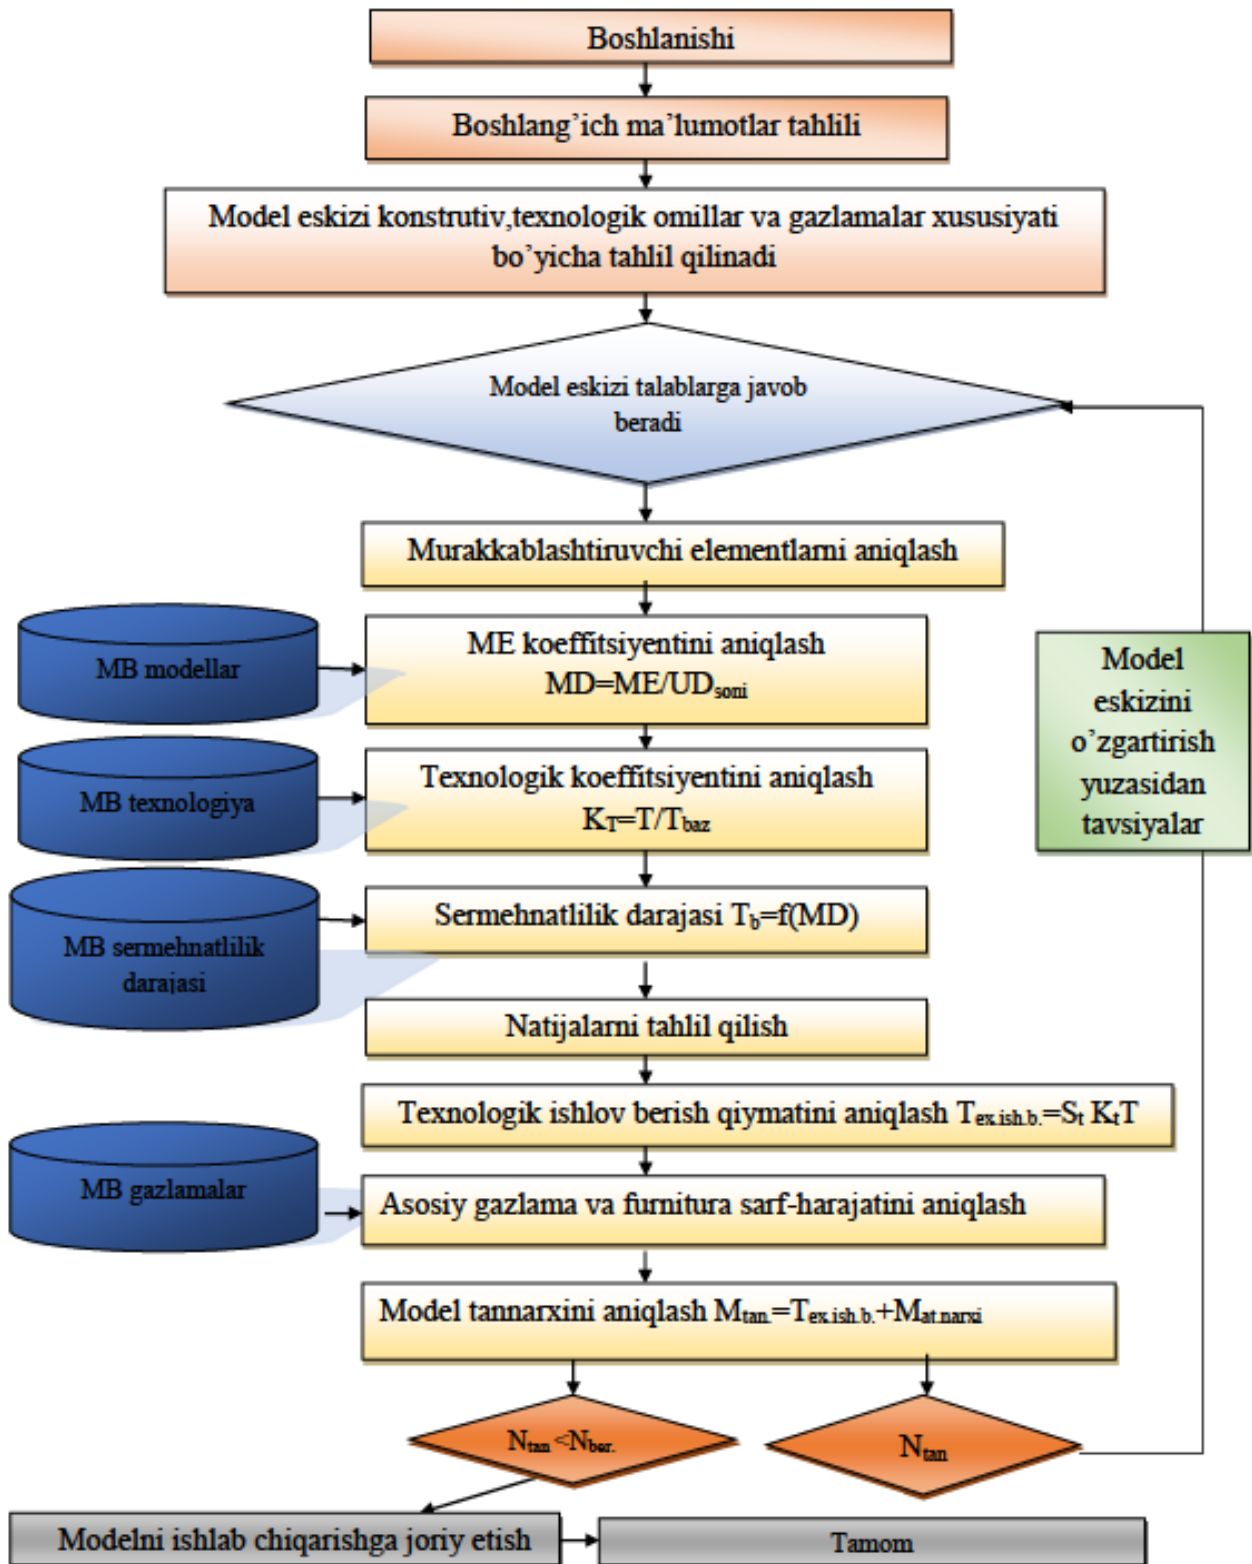 Boshlanishi
Boshlang’ich ma’lumotlar tahlili
Model eskizi konstrutiv,texnologik omillar va gazlamalar xususiyati
bo’yicha tahlil qilinadi
Model eskizi talablarga javob
beradi
Murakkablashtiruvchi elementlarni aniqlash
MB modellar
ME koeffitsiyentini aniqlash
MD=ME/UDsoni
MB texnologiya
Texnologik koeffitsiyentini aniqlash
KT=T/Tbaz
MB sermehnatlilik
darajasi
Sermehnatlilik darajasi Tb=f(MD)
Natijalarni tahlil qilish
Texnologik ishlov berish qiymatini aniqlash Tex.ish.b.=St KtT
MB gazlamalar
Asosiy gazlama va furnitura sarf-harajatini aniqlash
Model tannarxini aniqlash Mtan.=Tex.ish.b.+Mat.narxi
Ntan <Nber.
Ntan
Model
eskizini
o’zgartirish
yuzasidan
tavsiyalar
Modelni ishlab chiqarishga joriy etish
Tamom